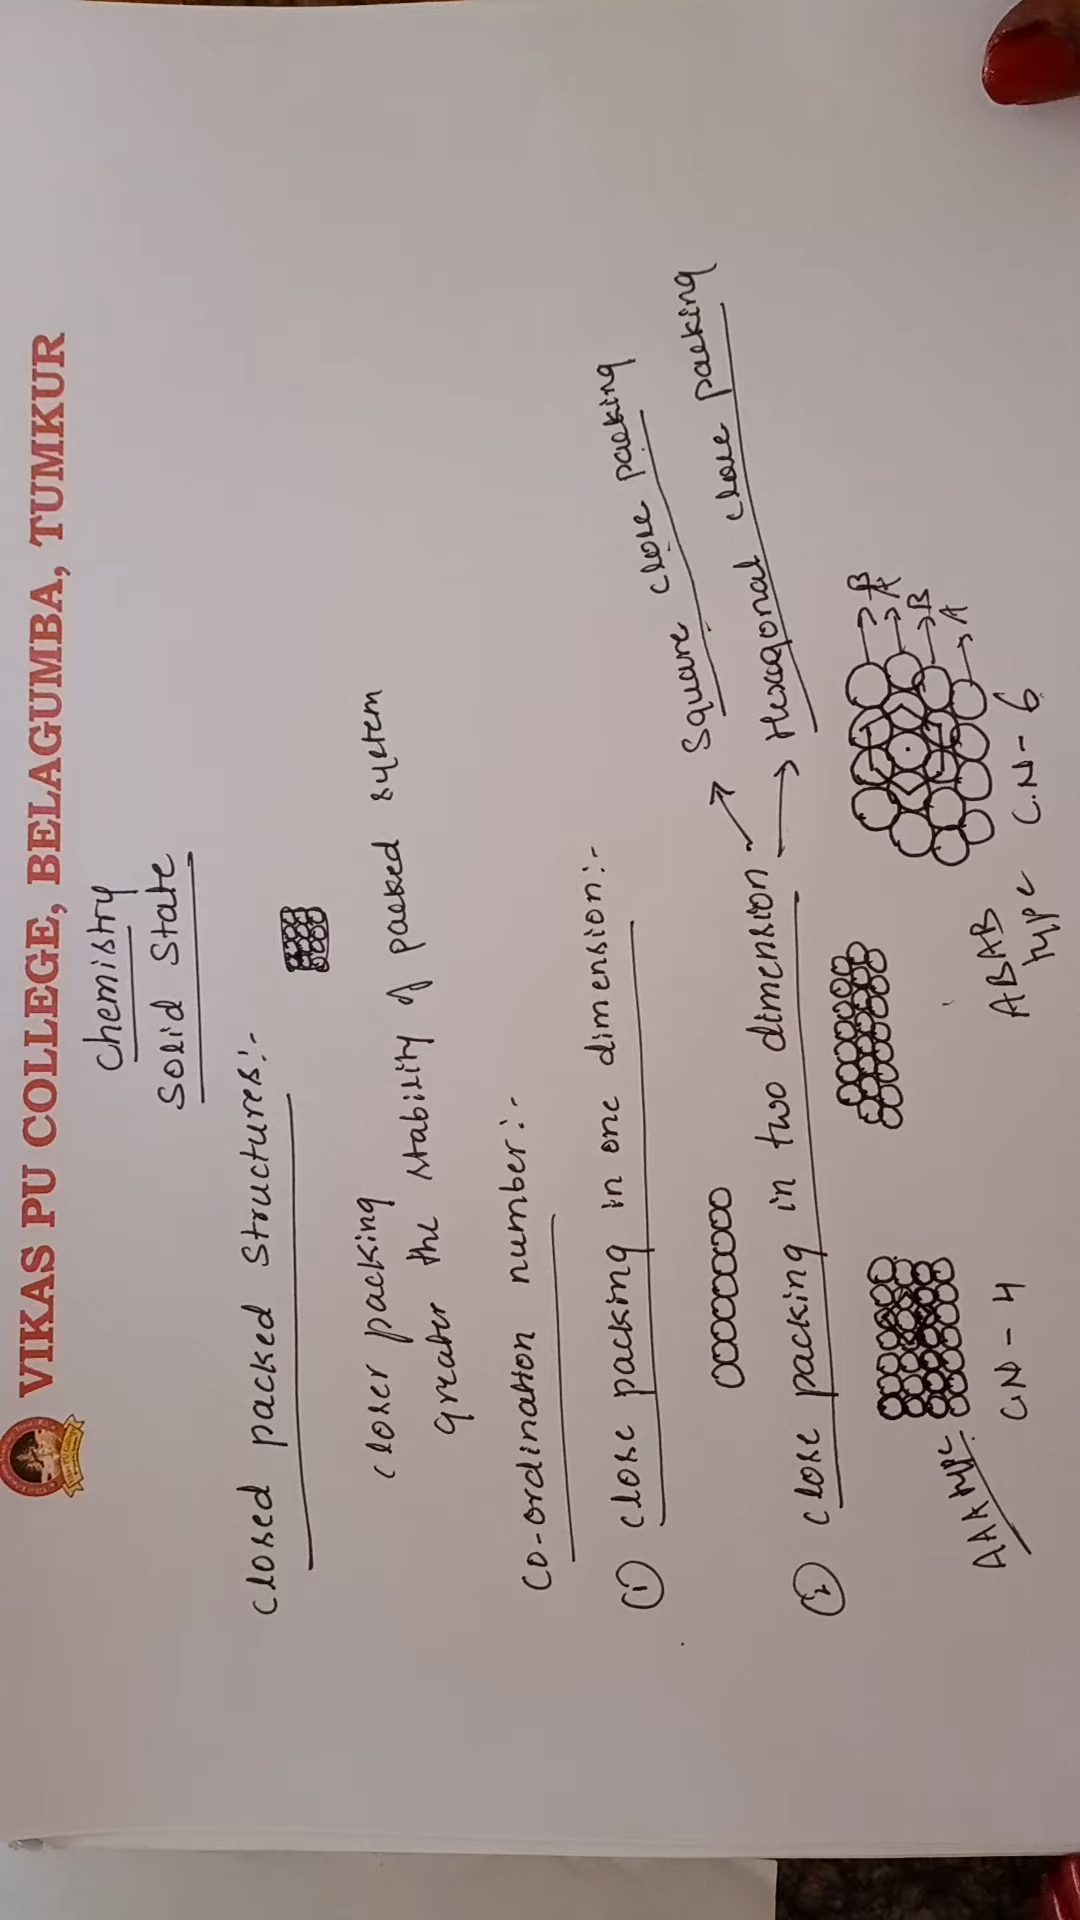 VIKAS PU COLLEGE, BELAGUMBA, TUMKUR
Chemistry
Solid State
Closed packed Structures:-
Closer packing
greater the stability of packed system
Co-ordination number:-
(1) Close packing in one dimension:-
Square close packing
(2) Close packing in two dimension
Hexagonal close packing
B
A
B
A
AAA type
CN - 4
ABAB
type
C.N - 6